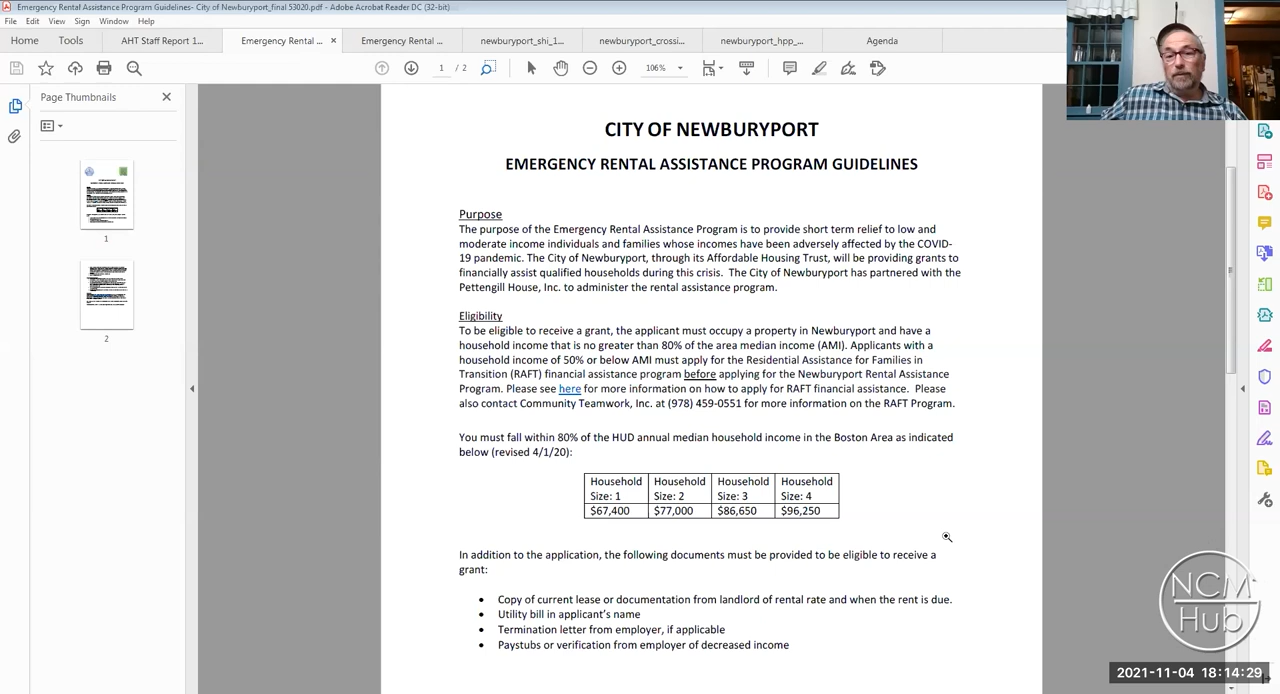 Emergency Rental Assistance Program Guidelines- City of Newburyport_final 53020.pdf - Adobe Acrobat Reader DC (32-bit)
File Edit View Sign Window Help
Home Tools AHT Staff Report 1... Emergency Rental ... × Emergency Rental ... newburyport_shi_1... newburyport_crossi... newburyport_hpp_... Agenda
1 / 2 106%
Page Thumbnails
1
2
CITY OF NEWBURYPORT
EMERGENCY RENTAL ASSISTANCE PROGRAM GUIDELINES
Purpose
The purpose of the Emergency Rental Assistance Program is to provide short term relief to low and
moderate income individuals and families whose incomes have been adversely affected by the COVID-
19 pandemic. The City of Newburyport, through its Affordable Housing Trust, will be providing grants to
financially assist qualified households during this crisis. The City of Newburyport has partnered with the
Pettengill House, Inc. to administer the rental assistance program.
Eligibility
To be eligible to receive a grant, the applicant must occupy a property in Newburyport and have a
household income that is no greater than 80% of the area median income (AMI). Applicants with a
household income of 50% or below AMI must apply for the Residential Assistance for Families in
Transition (RAFT) financial assistance program before applying for the Newburyport Rental Assistance
Program. Please see here for more information on how to apply for RAFT financial assistance. Please
also contact Community Teamwork, Inc. at (978) 459-0551 for more information on the RAFT Program.
You must fall within 80% of the HUD annual median household income in the Boston Area as indicated
below (revised 4/1/20):
Household Household Household Household
Size: 1 Size: 2 Size: 3 Size: 4
$67,400 $77,000 $86,650 $96,250
In addition to the application, the following documents must be provided to be eligible to receive a
grant:
• Copy of current lease or documentation from landlord of rental rate and when the rent is due.
• Utility bill in applicant's name
• Termination letter from employer, if applicable
• Paystubs or verification from employer of decreased income
NCM
Hub
2021-11-04 18:14:29